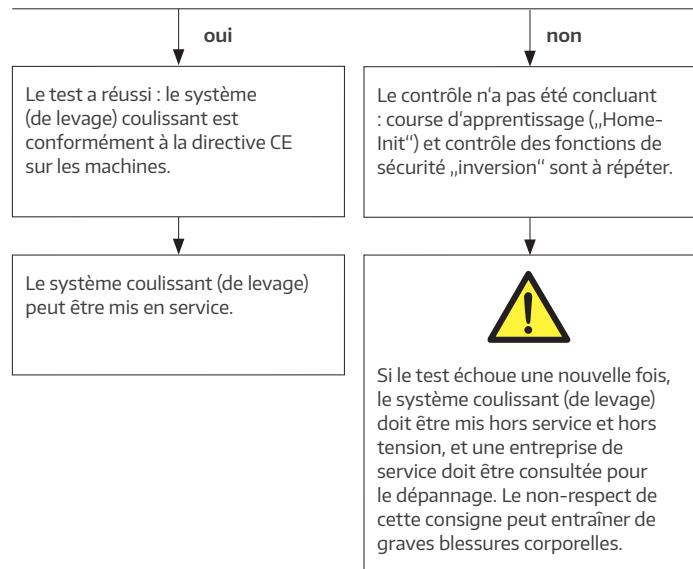 oui
Le test a réussi : le système
(de levage) coulissant est
conformément à la directive CE
sur les machines.
Le système coulissant (de levage)
peut être mis en service.
non
Le contrôle n'a pas été concluant
: course d'apprentissage („Home-
Init“) et contrôle des fonctions de
sécurité „inversion“ sont à répéter.
Si le test échoue une nouvelle fois,
le système coulissant (de levage)
doit être mis hors service et hors
tension, et une entreprise de
service doit être consultée pour
le dépannage. Le non-respect de
cette consigne peut entraîner de
graves blessures corporelles.